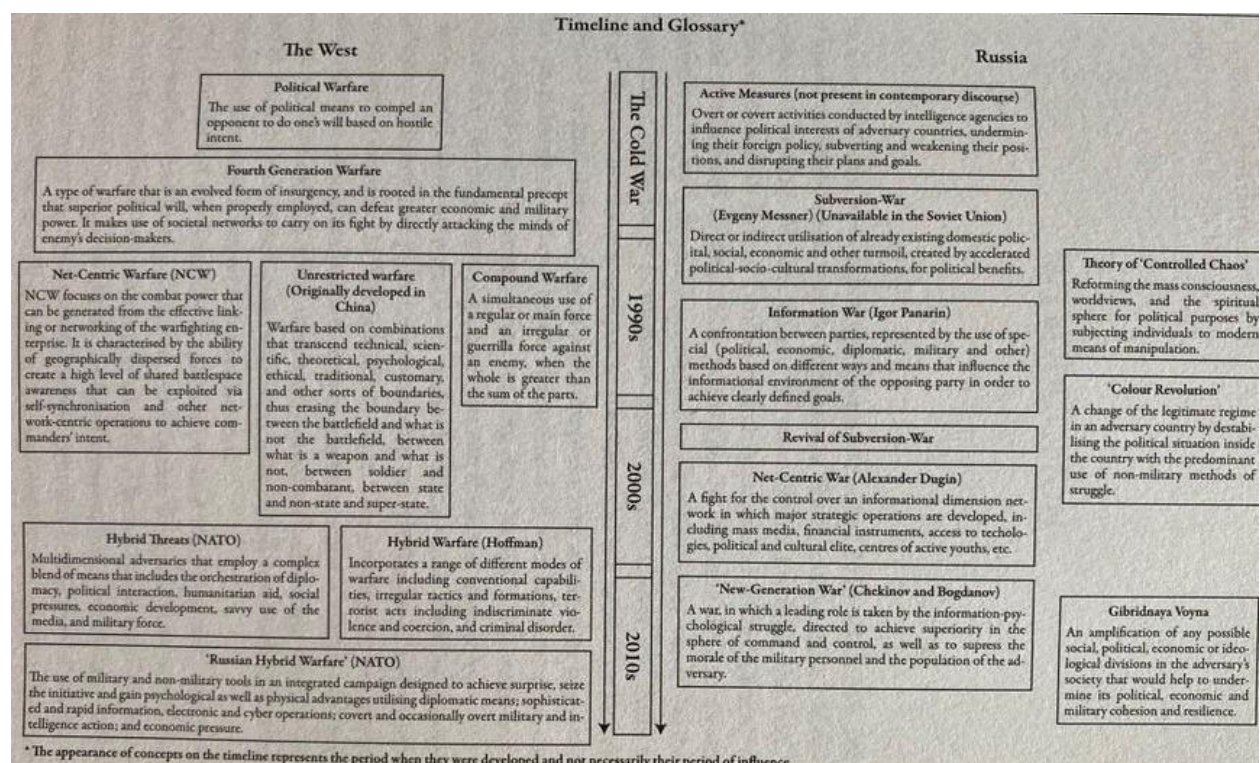 Timeline and Glossary*
The West
Political Warfare
The use of political means to compel an
opponent to do one's will based on hostile
intent.
Fourth Generation Warfare
A type of warfare that is an evolved form of insurgency, and is rooted in the fundamental precept
that superior political will, when properly employed, can defeat greater economic and military
power. It makes use of societal networks to carry on its fight by directly attacking the minds of
enemy's decision-makers.
Net-Centric Warfare (NCW)
NCW focuses on the combat power that
can be generated from the effective link-
ing or networking of the warfighting en-
terprise. It is characterised by the ability
of geographically dispersed forces to
create a high level of shared battlespace
awareness that can be exploited via
self-synchronisation and other net-
work-centric operations to achieve com-
manders' intent.
Unrestricted warfare
(Originally developed in
China)
Warfare based on combinations
that transcend technical, scien-
tific, theoretical, psychological,
ethical, traditional, customary,
and other sorts of boundaries,
thus erasing the boundary be-
tween the battlefield and what is
not the battlefield, between
what is a weapon and what is
not, between soldier and
non-combatant, between state
and non-state and super-state.
Compound Warfare
A simultaneous use of
a regular or main force
and an irregular or
guerrilla force against
an enemy, when the
whole is greater than
the sum of the parts.
Hybrid Threats (NATO)
Multidimensional adversaries that employ a complex
blend of means that includes the orchestration of diplo-
macy, political interaction, humanitarian aid, social
pressures, economic development, savvy use of the
media, and military force.
Hybrid Warfare (Hoffman)
Incorporates a range of different modes of
warfare including conventional capabili-
ties, irregular tactics and formations, ter-
rorist acts including indiscriminate vio-
lence and coercion, and criminal disorder.
'Russian Hybrid Warfare' (NATO)
The use of military and non-military tools in an integrated campaign designed to achieve surprise, seize
the initiative and gain psychological as well as physical advantages utilising diplomatic means; sophisticat-
ed and rapid information, electronic and cyber operations; covert and occasionally overt military and in-
telligence action; and economic pressure.
The Cold War
1990s
2000s
2010s
Russia
Active Measures (not present in contemporary discourse)
Overt or covert activities conducted by intelligence agencies to
influence political interests of adversary countries, undermin-
ing their foreign policy, subverting and weakening their posi-
tions, and disrupting their plans and goals.
Subversion-War
(Evgeny Messner) (Unavailable in the Soviet Union)
Direct or indirect utilisation of already existing domestic polic-
ital, social, economic and other turmoil, created by accelerated
political-socio-cultural transformations, for political benefits.
Information War (Igor Panarin)
A confrontation between parties, represented by the use of spe-
cial (political, economic, diplomatic, military and other)
methods based on different ways and means that influence the
informational environment of the opposing party in order to
achieve clearly defined goals.
Revival of Subversion-War
Net-Centric War (Alexander Dugin)
A fight for the control over an informational dimension net-
work in which major strategic operations are developed, in-
cluding mass media, financial instruments, access to techolo-
gies, political and cultural elite, centres of active youths, etc.
'New-Generation War' (Chekinov and Bogdanov)
A war, in which a leading role is taken by the information-psy-
chological struggle, directed to achieve superiority in the
sphere of command and control, as well as to supress the
morale of the military personnel and the population of the ad-
versary.
Theory of 'Controlled Chaos'
Reforming the mass consciousness,
worldviews, and the spiritual
sphere for political purposes by
subjecting individuals to modern
means of manipulation.
'Colour Revolution'
A change of the legitimate regime
in an adversary country by destabi-
lising the political situation inside
the country with the predominant
use of non-military methods of
struggle.
Gibridnaya Voyna
An amplification of any possible
social, political, economic or ideo-
logical divisions in the adversary's
society that would help to under-
mine its political, economic and
military cohesion and resilience.
* The appearance of concepts on the timeline represents the period when they were developed and not necessarily their period of influence